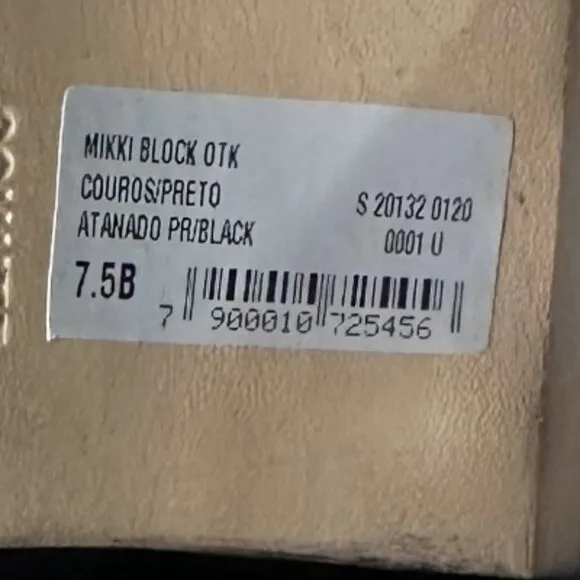 MIKKI BLOCK OTK
COUROS/PRETO
ATANADO PR/BLACK
S 20132 0120
0001 U
7.5B
7 900010 725456